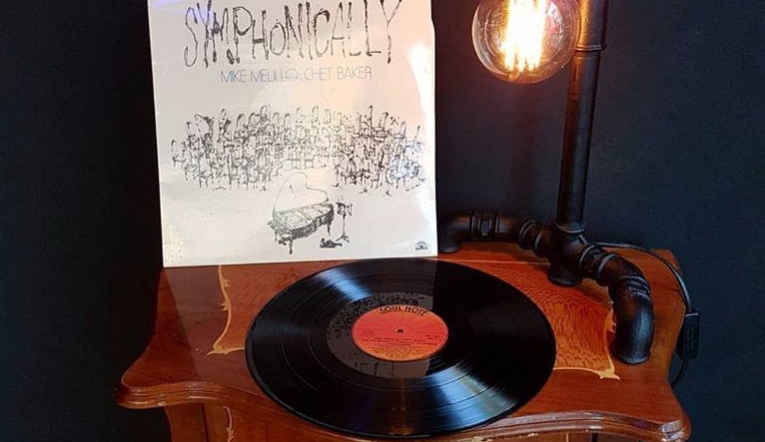 SYMPHONICALLY
MIKE MELILLO CHET BAKER
SOUL NOTE